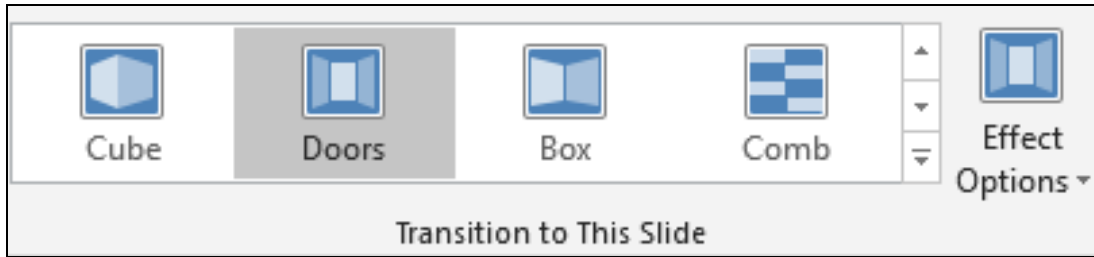 Cube
Doors
Box
Comb
Effect
Options
Transition to This Slide